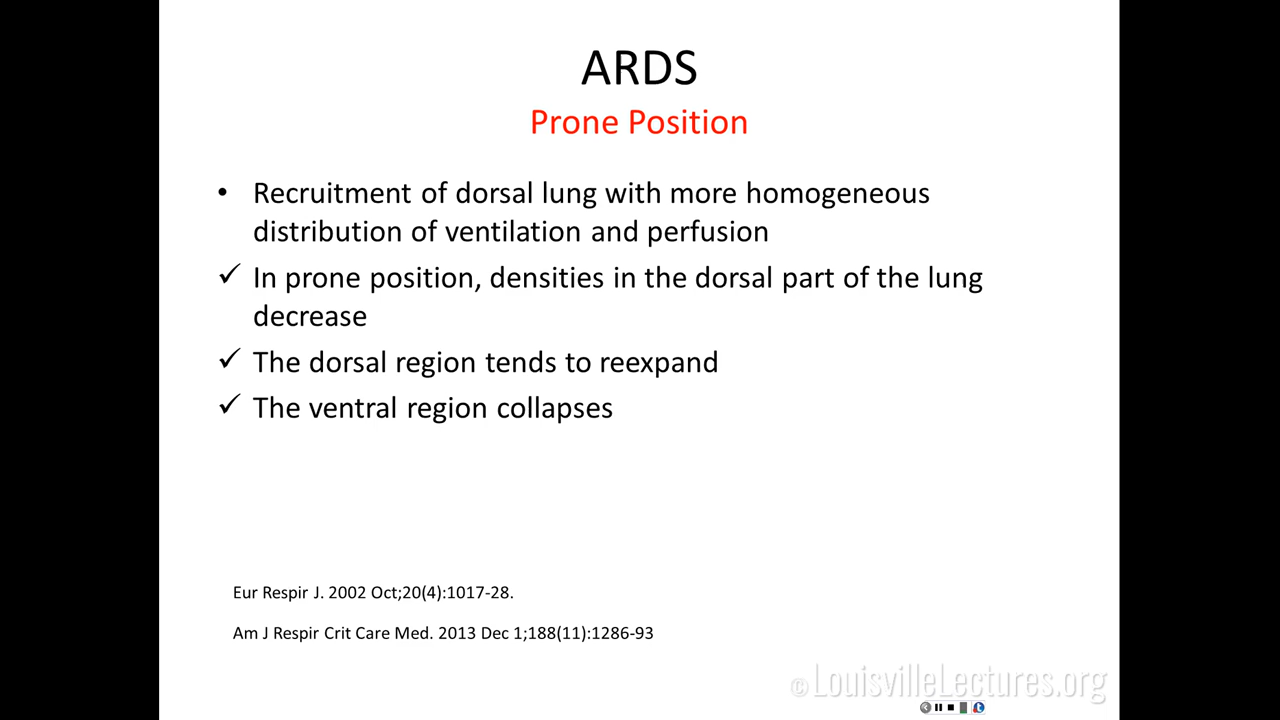 ARDS
Prone Position
• Recruitment of dorsal lung with more homogeneous
distribution of ventilation and perfusion
✓ In prone position, densities in the dorsal part of the lung
decrease
✓ The dorsal region tends to reexpand
✓ The ventral region collapses
Eur Respir J. 2002 Oct;20(4):1017-28.
Am J Respir Crit Care Med. 2013 Dec 1;188(11):1286-93
©LouisvilleLectures.org